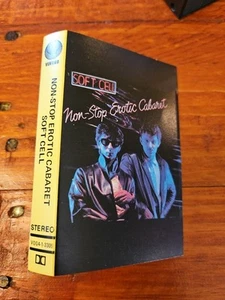 NON-STOP EROTIC CABARET
SOFT CELL
STEREO
SOFT CELL
Non-Stop Erotic Cabaret